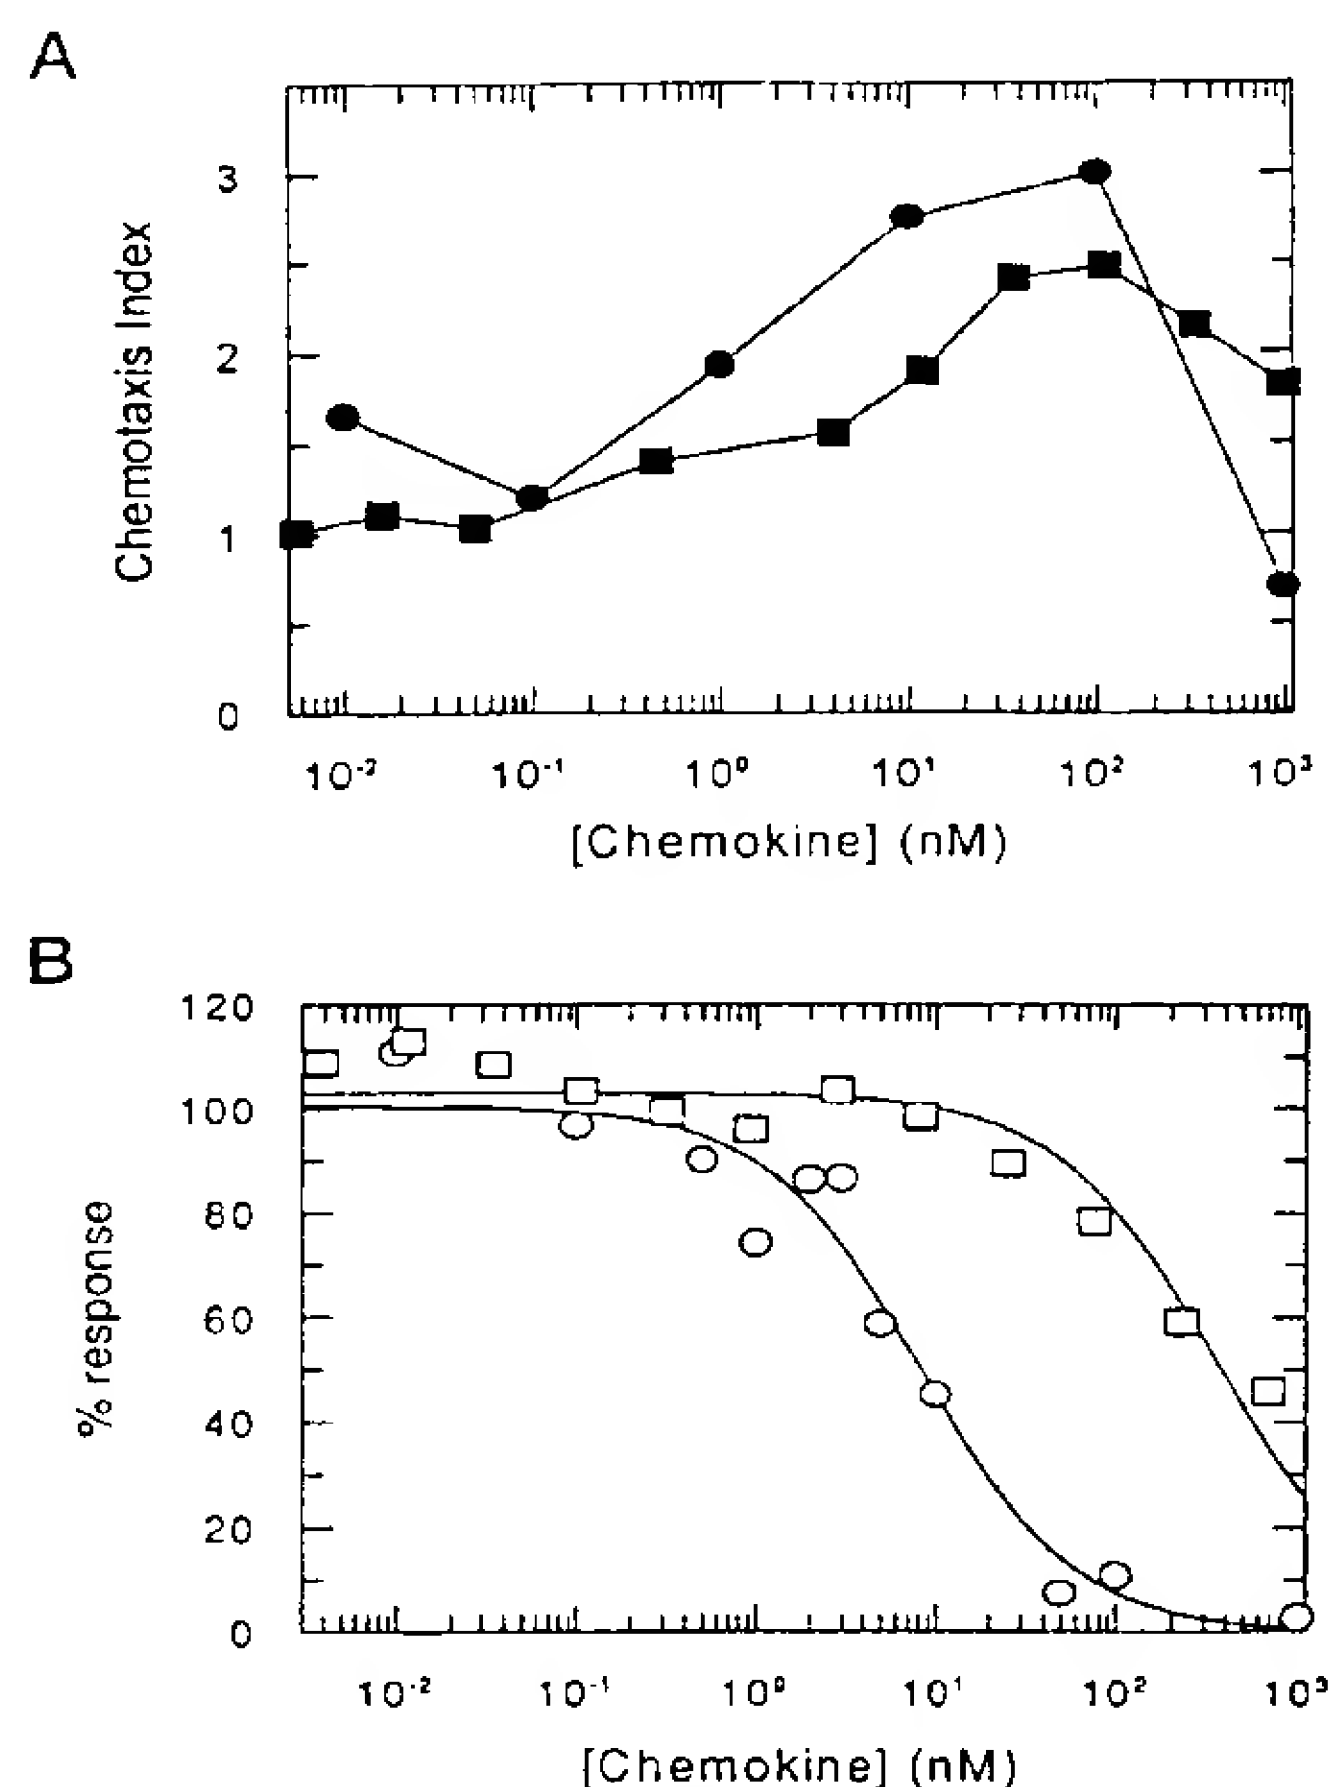 A
3
2
1
0
Chemotaxis Index
10⁻² 10⁻¹ 10⁰ 10¹ 10² 10³
[Chemokine] (nM)
B
120
100
80
60
40
20
0
% response
10⁻² 10⁻¹ 10⁰ 10¹ 10² 10³
[Chemokine] (nM)